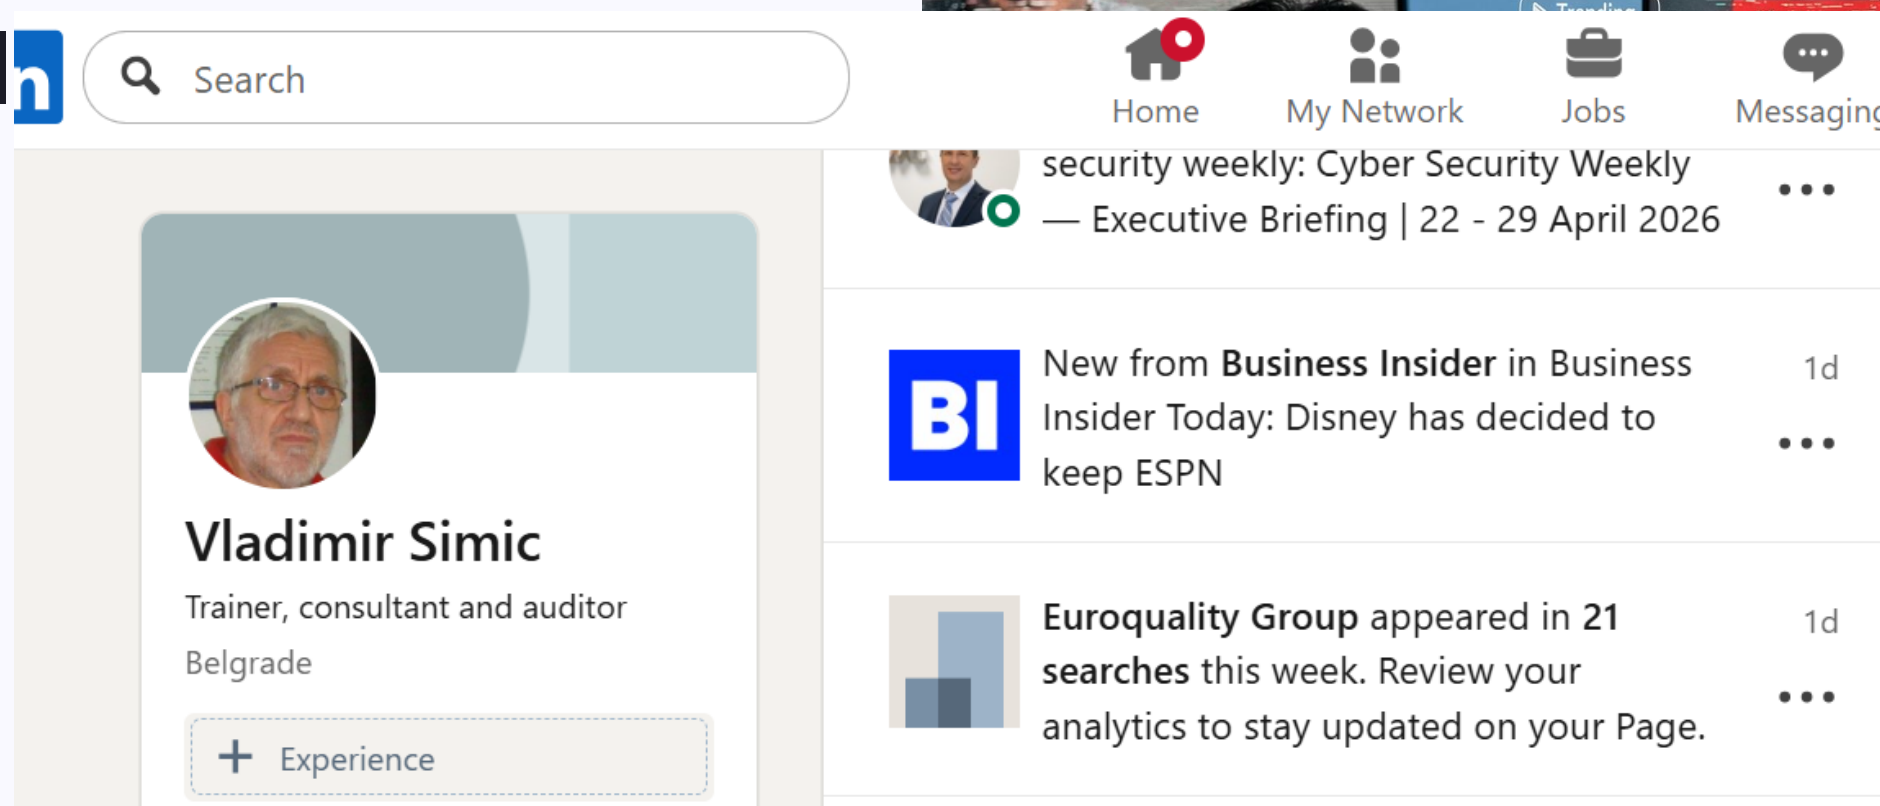 Trending
in
Search
Home
My Network
Jobs
Messaging
Vladimir Simic
Trainer, consultant and auditor
Belgrade
+ Experience
security weekly: Cyber Security Weekly
— Executive Briefing | 22 - 29 April 2026
BI
New from Business Insider in Business
Insider Today: Disney has decided to
keep ESPN
1d
Euroquality Group appeared in 21
searches this week. Review your
analytics to stay updated on your Page.
1d